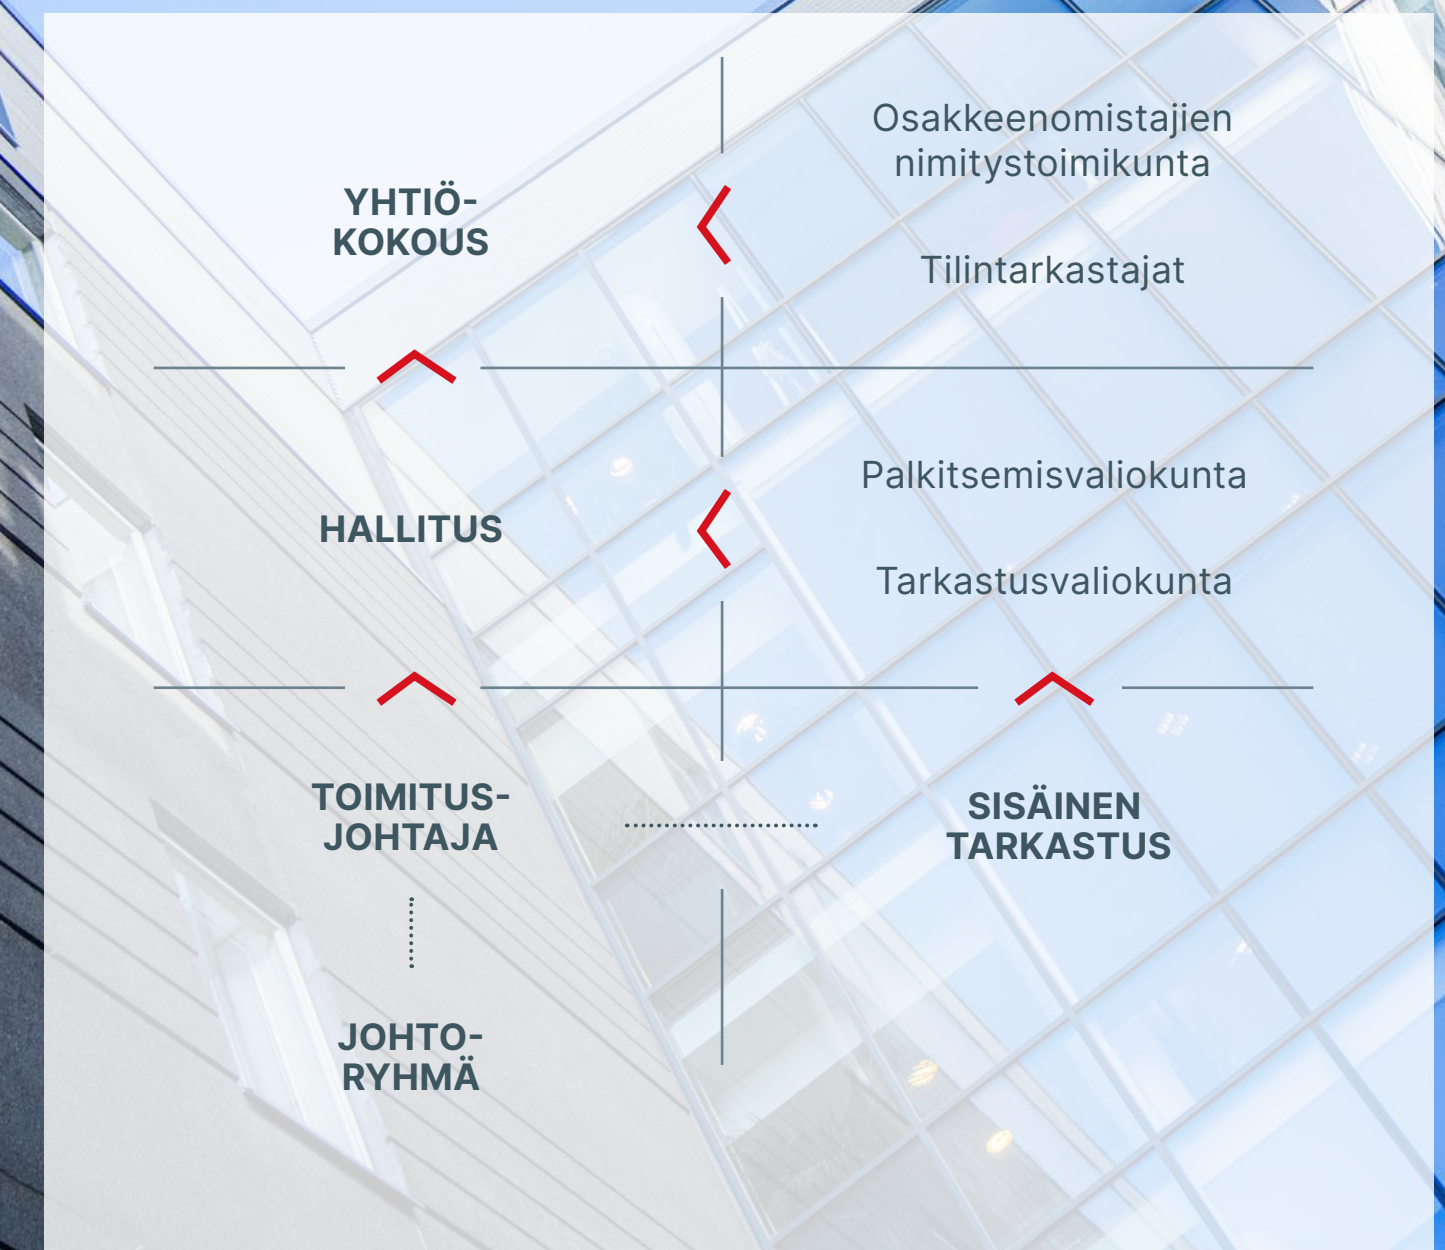 Osakkeenomistajien
nimitystoimikunta
YHTIÖ-
KOKOUS
Tilintarkastajat
Palkitsemisvaliokunta
HALLITUS
Tarkastusvaliokunta
TOIMITUS-
JOHTAJA
SISÄINEN
TARKASTUS
JOHTO-
RYHMÄ